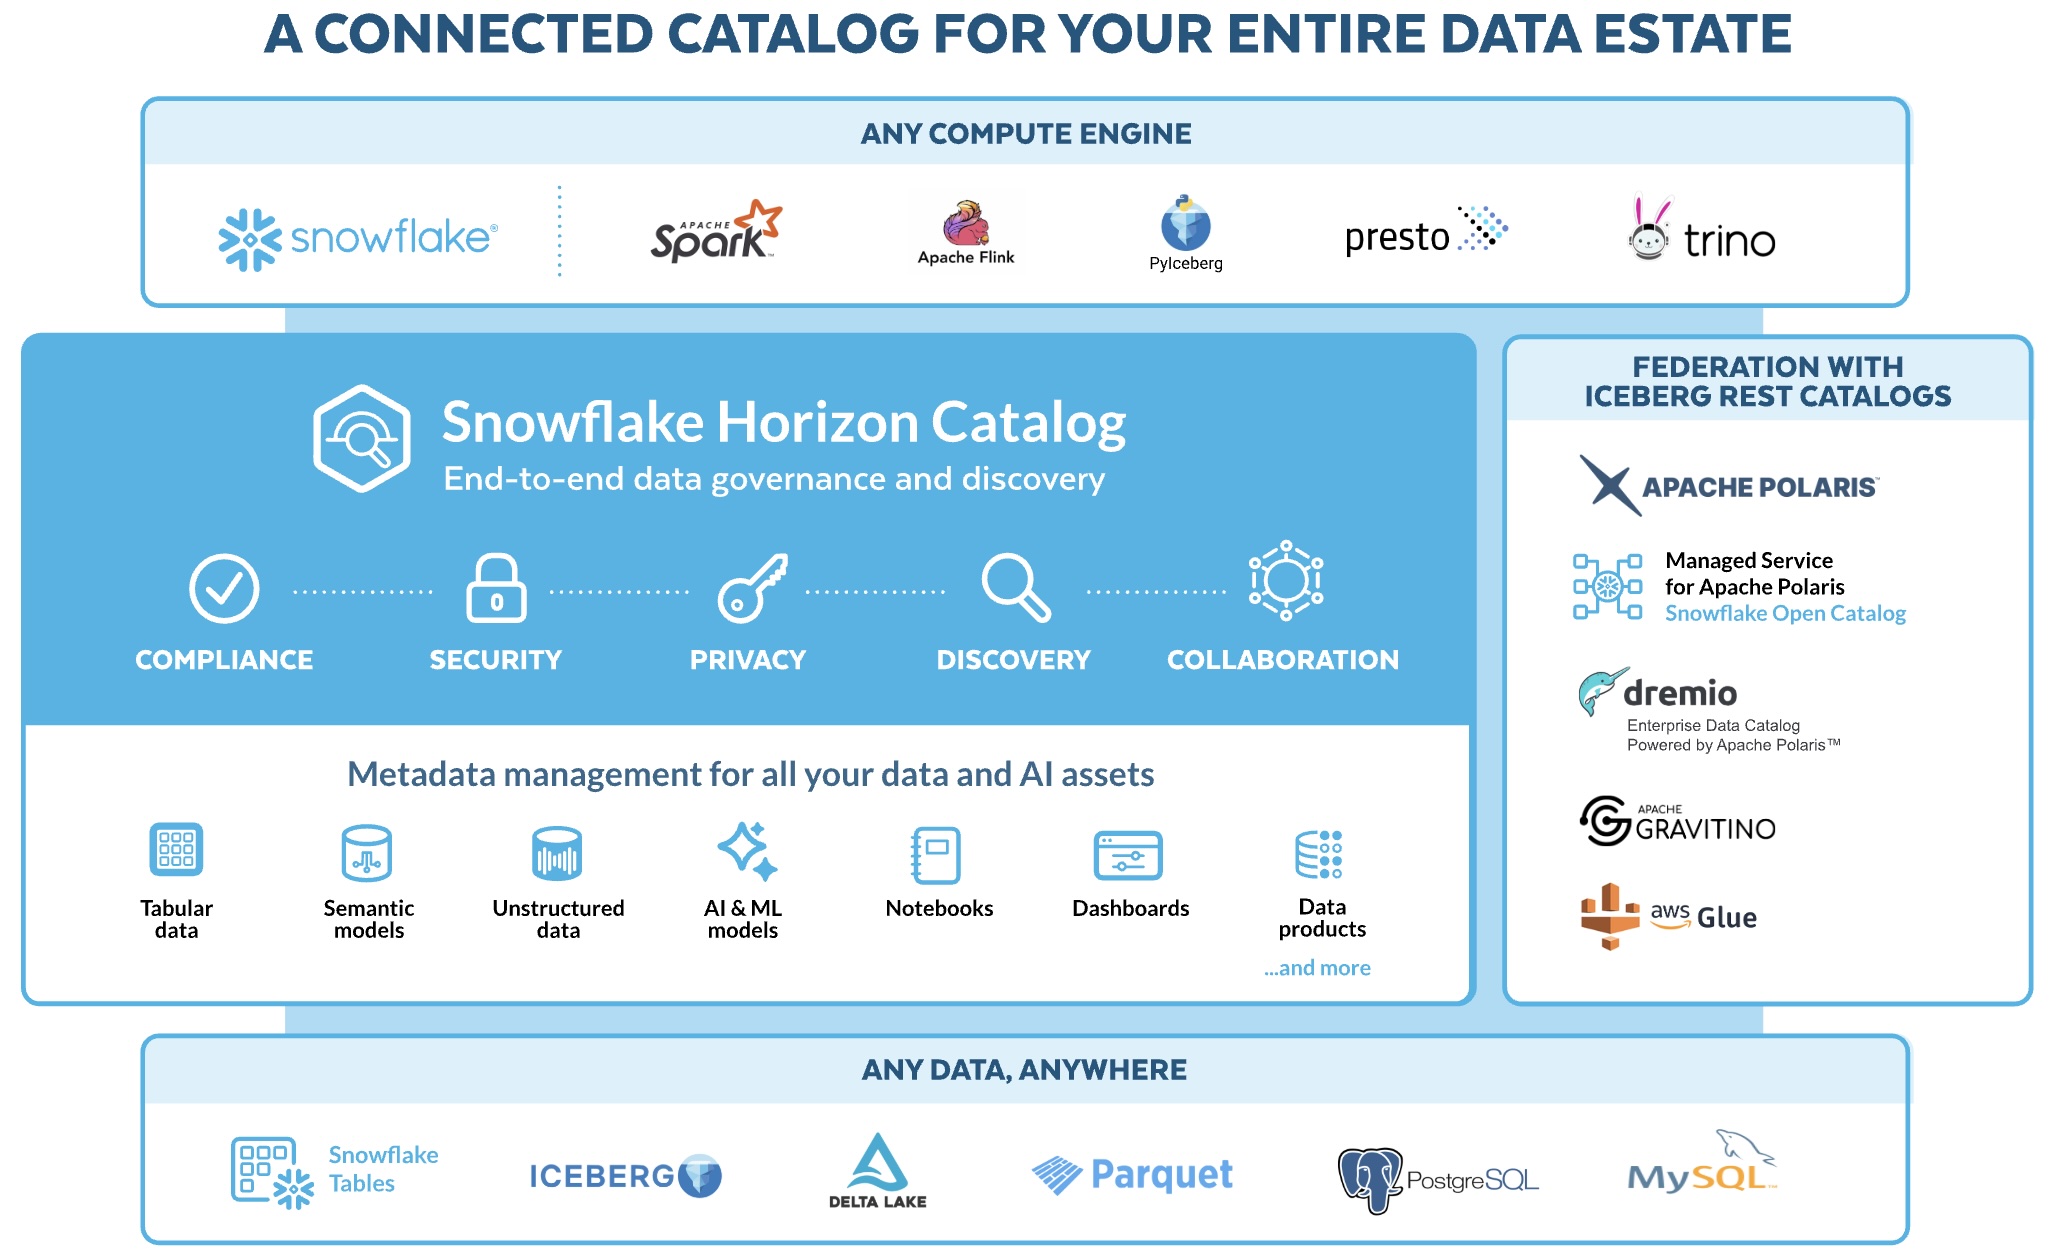 A CONNECTED CATALOG FOR YOUR ENTIRE DATA ESTATE
ANY COMPUTE ENGINE
snowflake®
APACHE
Spark™
Apache Flink
PyIceberg
presto
trino
Snowflake Horizon Catalog
End-to-end data governance and discovery
COMPLIANCE
SECURITY
PRIVACY
DISCOVERY
COLLABORATION
Metadata management for all your data and AI assets
Tabular
data
Semantic
models
Unstructured
data
AI & ML
models
Notebooks
Dashboards
Data
products
...and more
FEDERATION WITH
ICEBERG REST CATALOGS
APACHE POLARIS™
Managed Service
for Apache Polaris
Snowflake Open Catalog
dremio
Enterprise Data Catalog
Powered by Apache Polaris™
APACHE
GRAVITINO
aws Glue
ANY DATA, ANYWHERE
Snowflake
Tables
ICEBERG
DELTA LAKE
Parquet
PostgreSQL
MySQL™